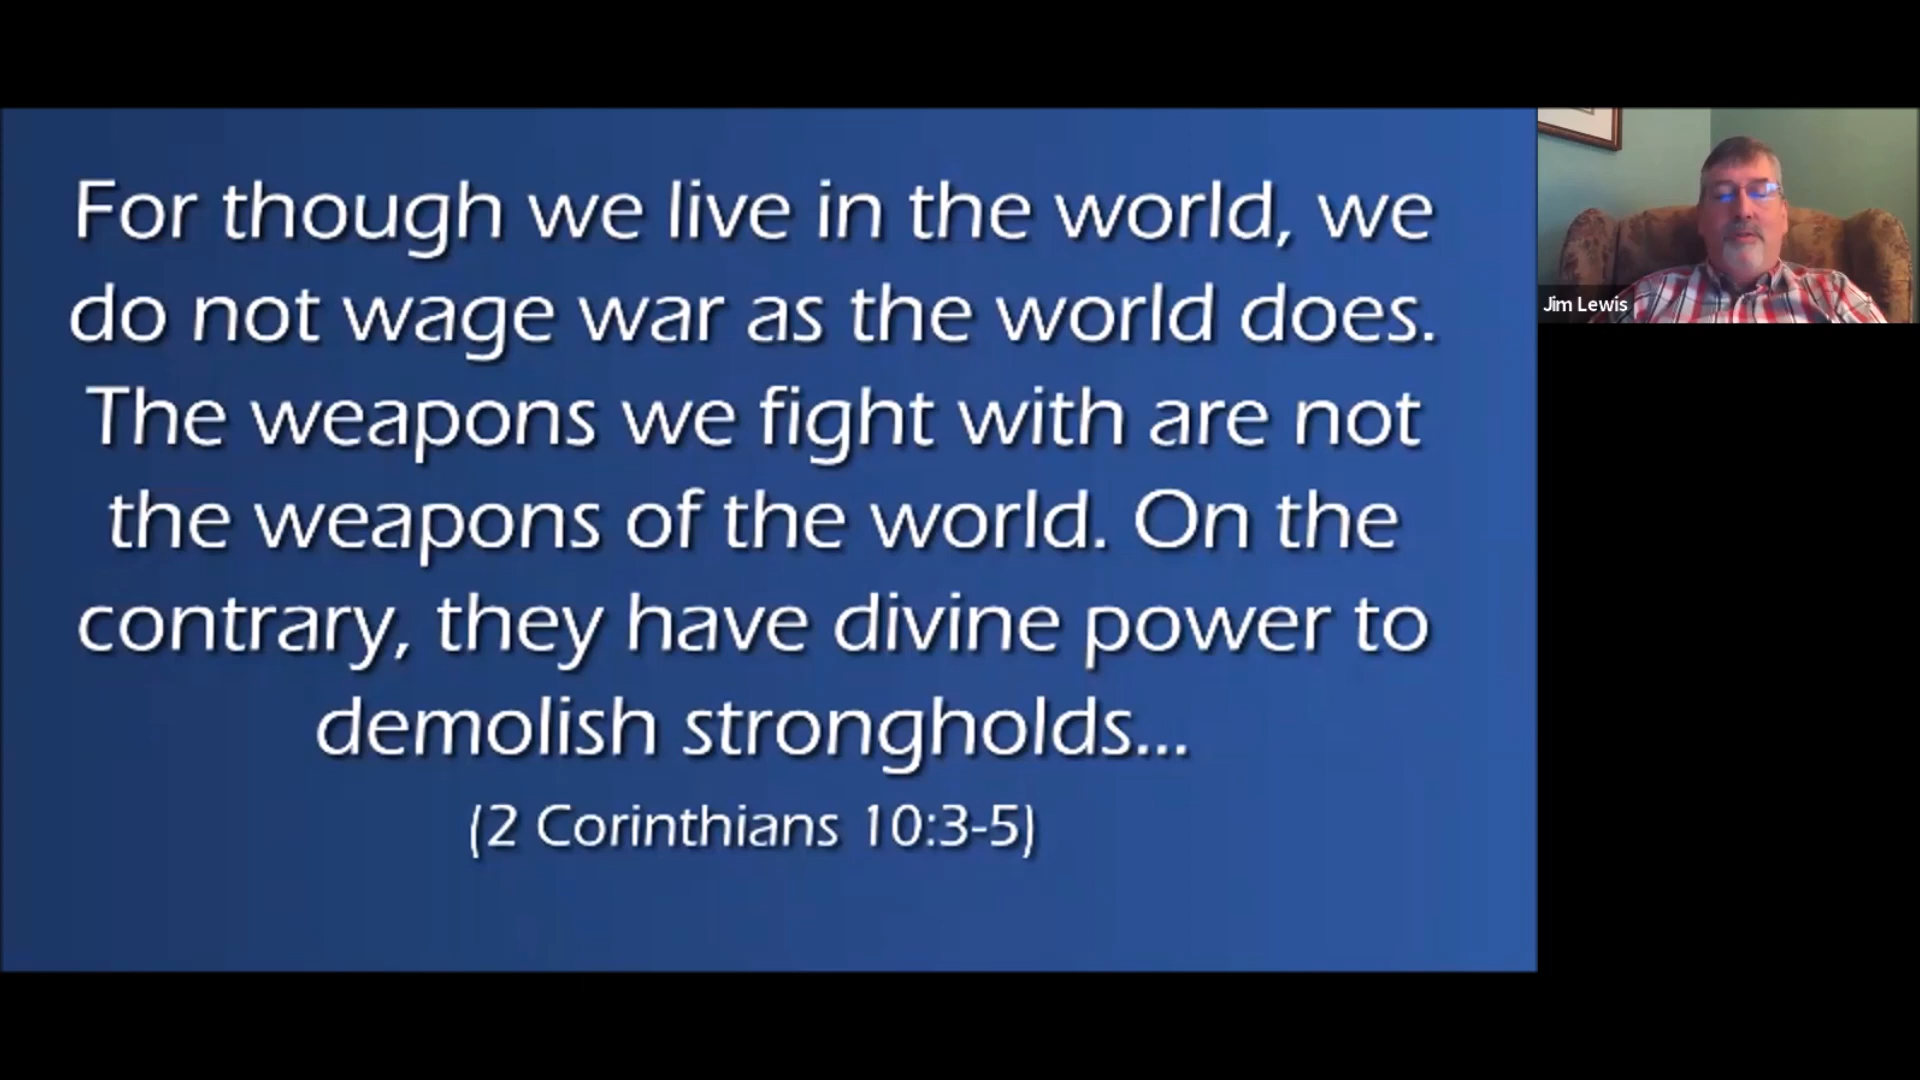 For though we live in the world, we
do not wage war as the world does.
The weapons we fight with are not
the weapons of the world. On the
contrary, they have divine power to
demolish strongholds...
(2 Corinthians 10:3-5)
Jim Lewis